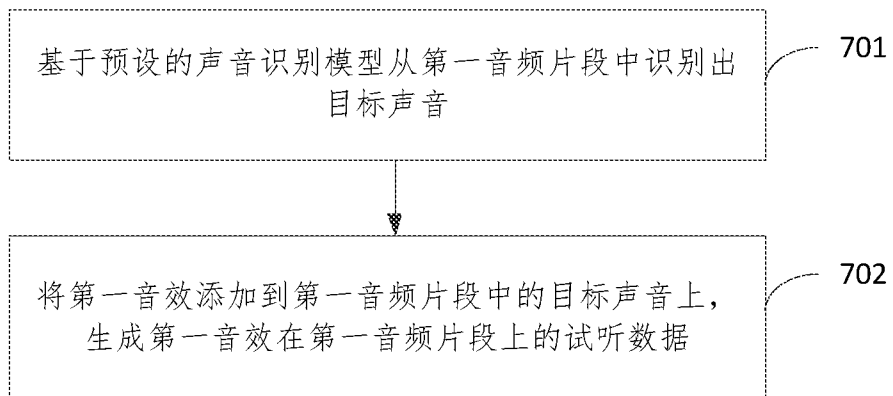 基于预设的声音识别模型从第一音频片段中识别出
目标声音
701
将第一音效添加到第一音频片段中的目标声音上，
生成第一音效在第一音频片段上的试听数据
702